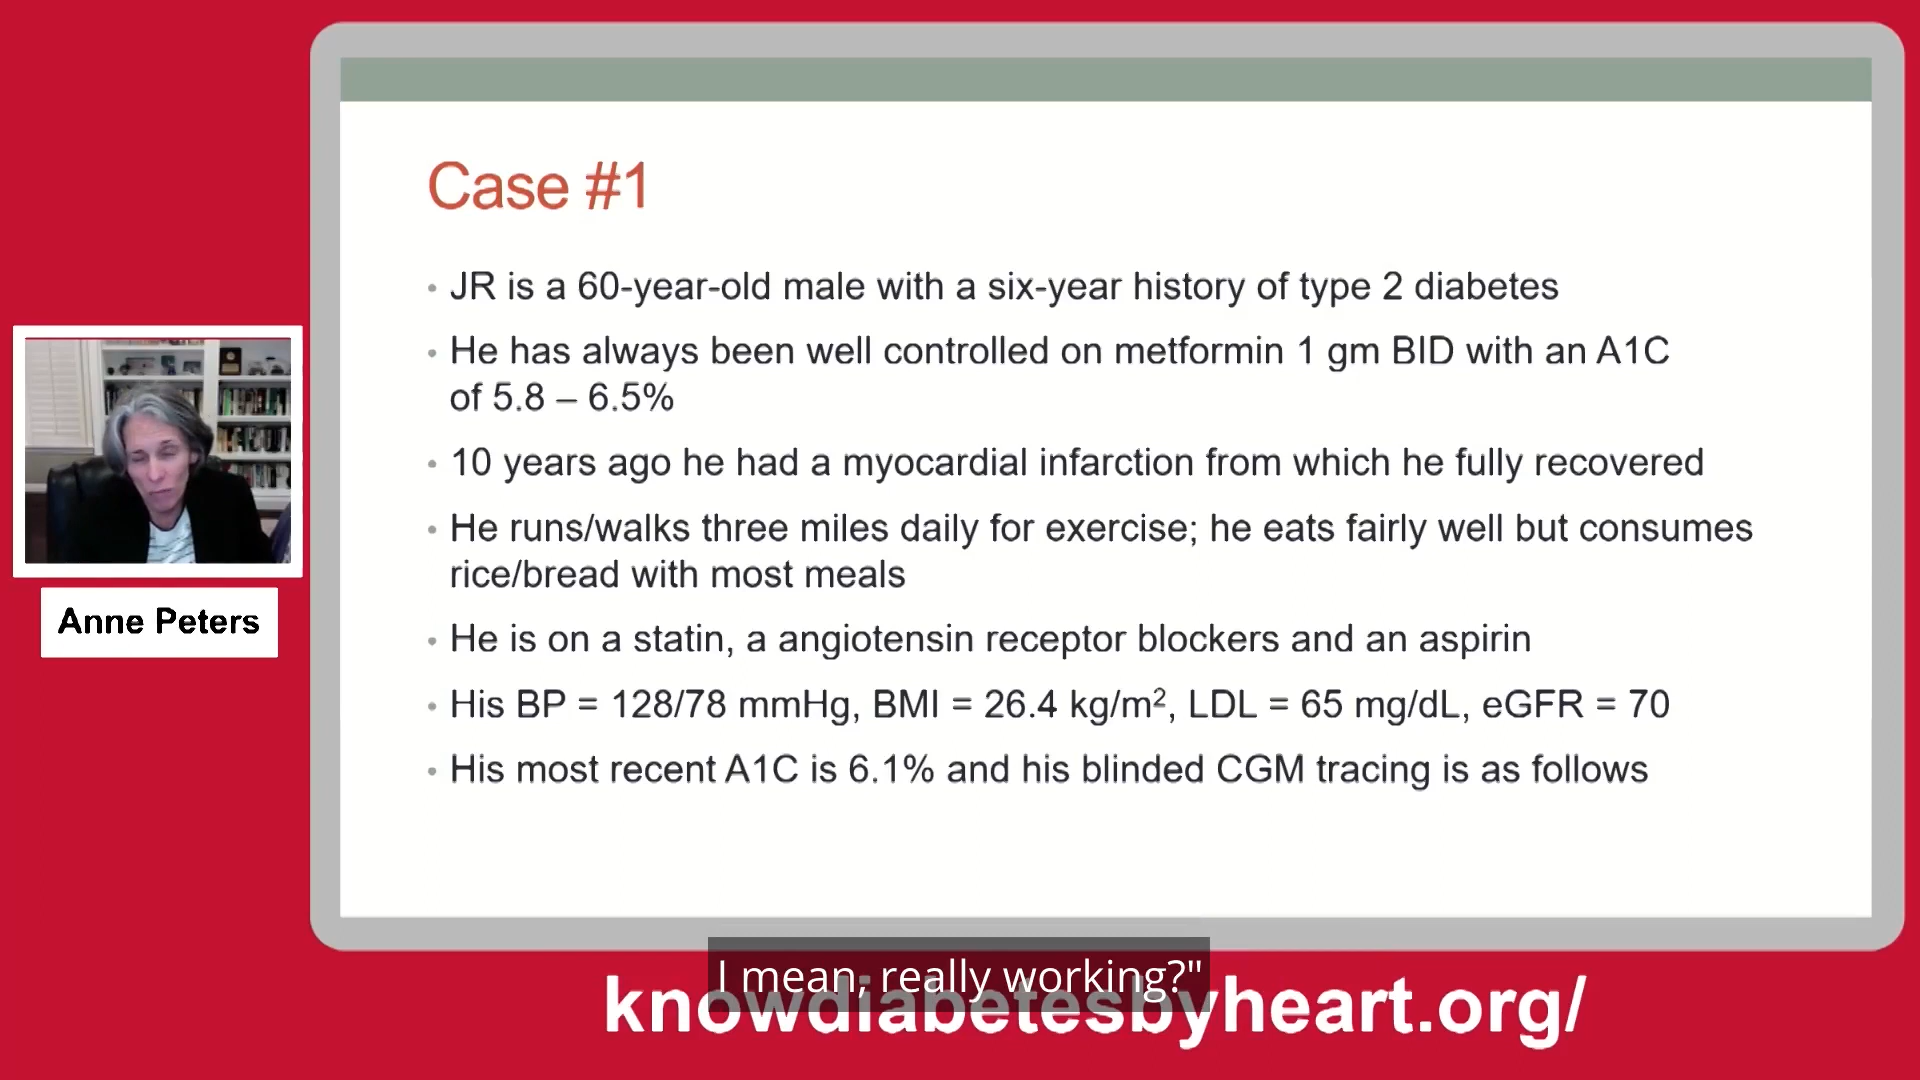 Case #1
• JR is a 60-year-old male with a six-year history of type 2 diabetes
• He has always been well controlled on metformin 1 gm BID with an A1C
of 5.8 – 6.5%
• 10 years ago he had a myocardial infarction from which he fully recovered
• He runs/walks three miles daily for exercise; he eats fairly well but consumes
rice/bread with most meals
• He is on a statin, a angiotensin receptor blockers and an aspirin
• His BP = 128/78 mmHg, BMI = 26.4 kg/m², LDL = 65 mg/dL, eGFR = 70
• His most recent A1C is 6.1% and his blinded CGM tracing is as follows
Anne Peters
I mean, really working?"
knowdiabetesbyheart.org/